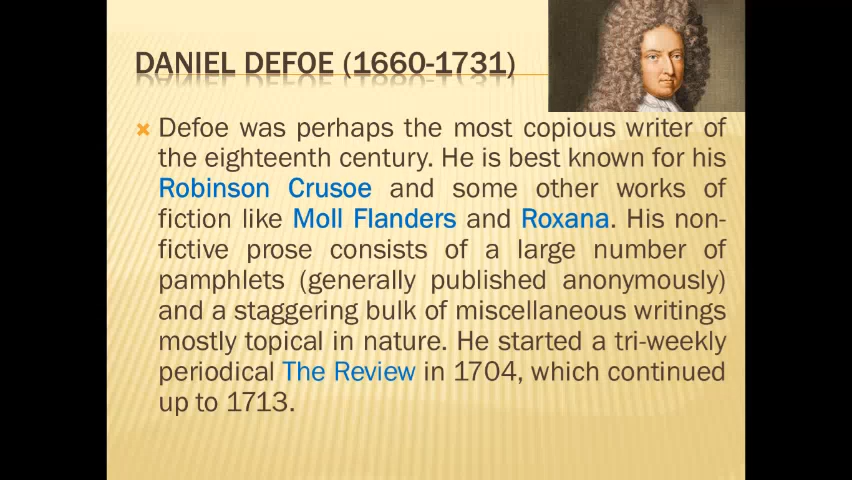 DANIEL DEFOE (1660-1731)
Defoe was perhaps the most copious writer of
the eighteenth century. He is best known for his
Robinson Crusoe and some other works of
fiction like Moll Flanders and Roxana. His non-
fictive prose consists of a large number of
pamphlets (generally published anonymously)
and a staggering bulk of miscellaneous writings
mostly topical in nature. He started a tri-weekly
periodical The Review in 1704, which continued
up to 1713.